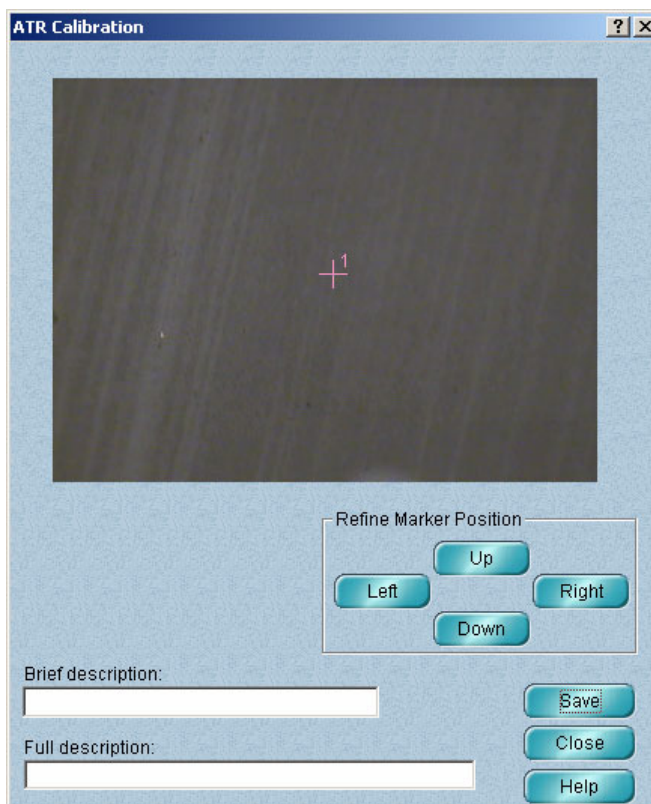 ATR Calibration
1
Refine Marker Position
Up
Left Right
Down
Brief description:
Save
Close
Full description:
Help